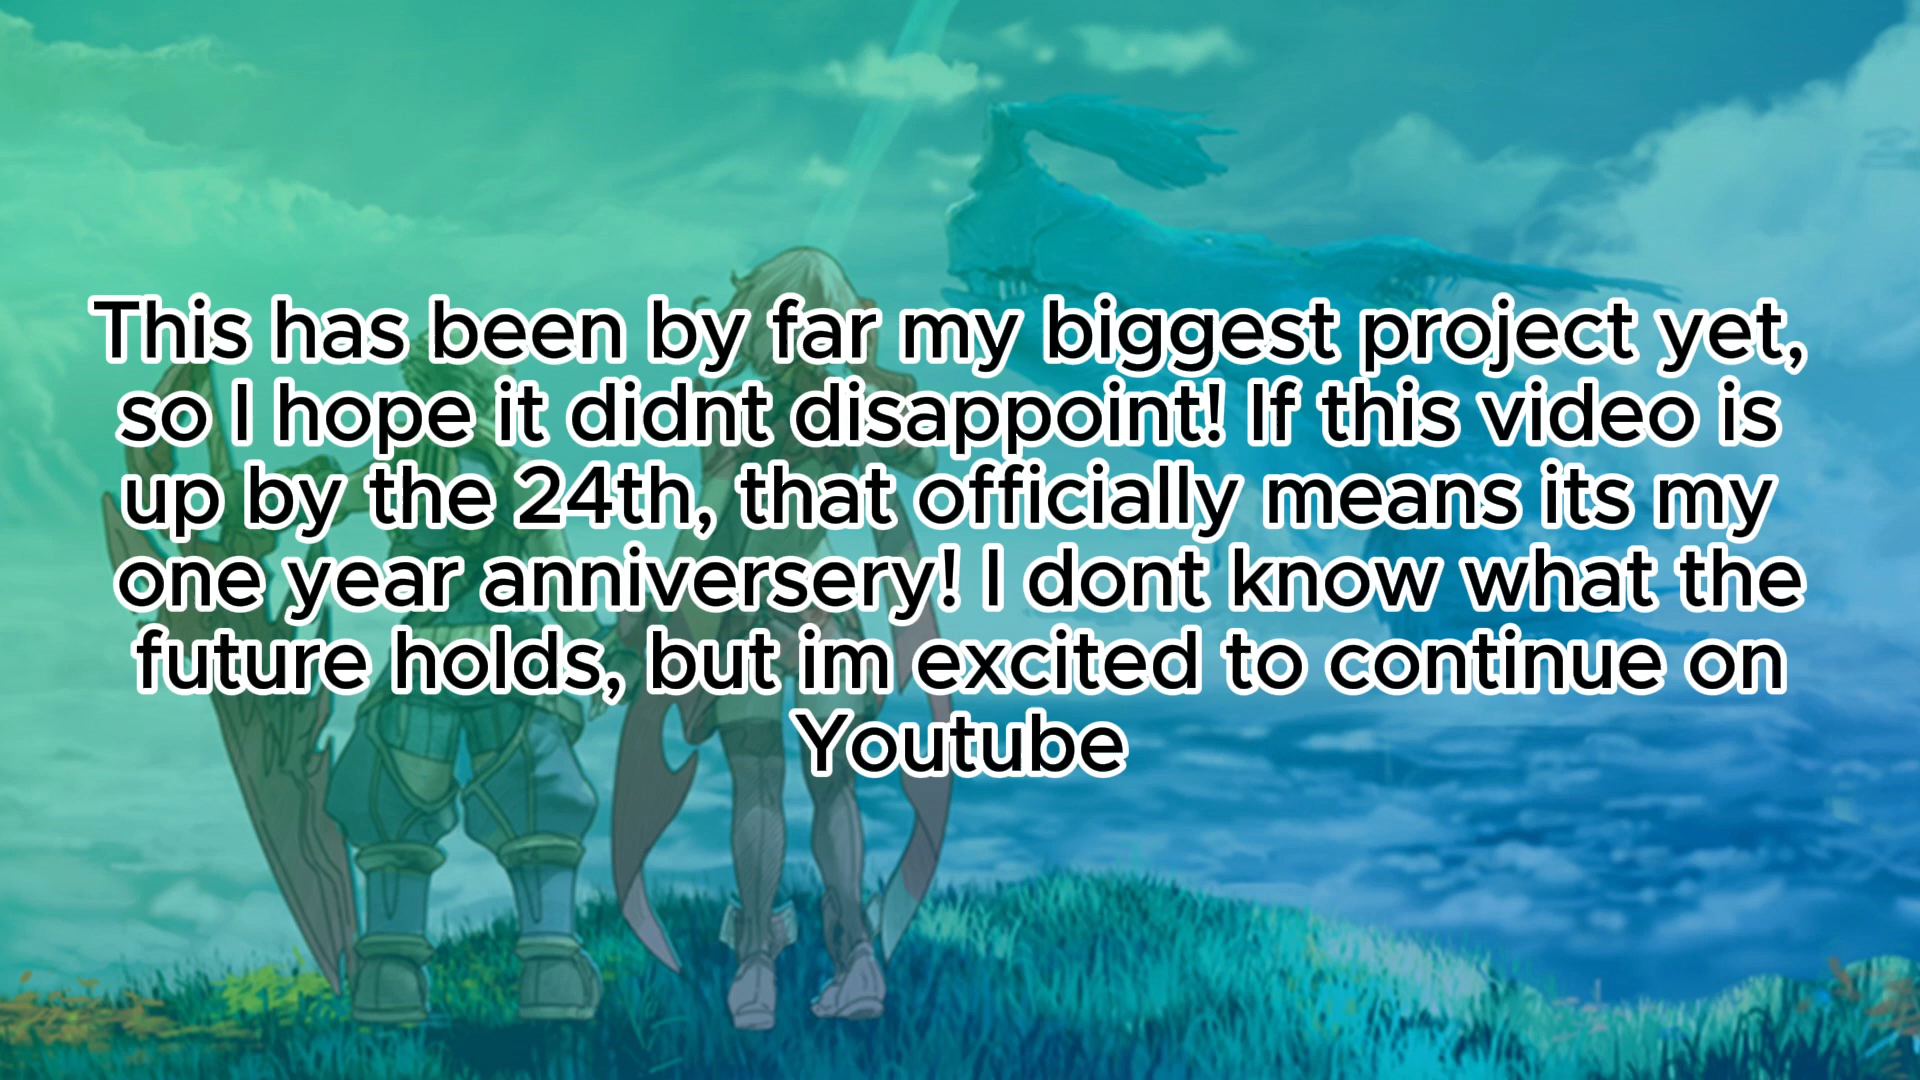 This has been by far my biggest project yet,
so I hope it didnt disappoint! If this video is
up by the 24th, that officially means its my
one year anniversery! I dont know what the
future holds, but im excited to continue on
Youtube